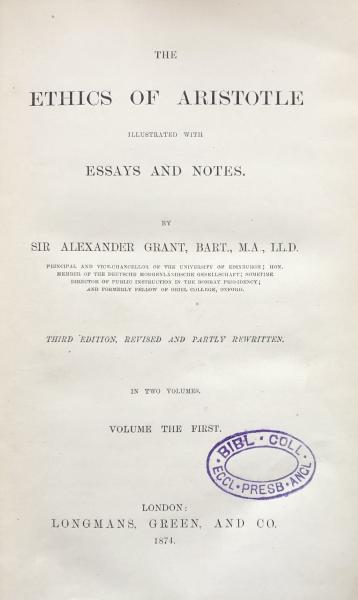 THE
ETHICS OF ARISTOTLE
ILLUSTRATED WITH
ESSAYS AND NOTES.
BY
SIR ALEXANDER GRANT, BART., M.A., LL.D.
PRINCIPAL AND VICE-CHANCELLOR OF THE UNIVERSITY OF EDINBURGH; HON.
MEMBER OF THE DEUTSCHE MORGENLÄNDISCHE GESELLSCHAFT; SOMETIME
DIRECTOR OF PUBLIC INSTRUCTION IN THE BOMBAY PRESIDENCY;
AND FORMERLY FELLOW OF ORIEL COLLEGE, OXFORD.
THIRD EDITION, REVISED AND PARTLY REWRITTEN.
IN TWO VOLUMES.
VOLUME THE FIRST.
BIBL · COLL ·
ECCL · PRESB · ANGL
LONDON:
LONGMANS, GREEN, AND CO.
1874.